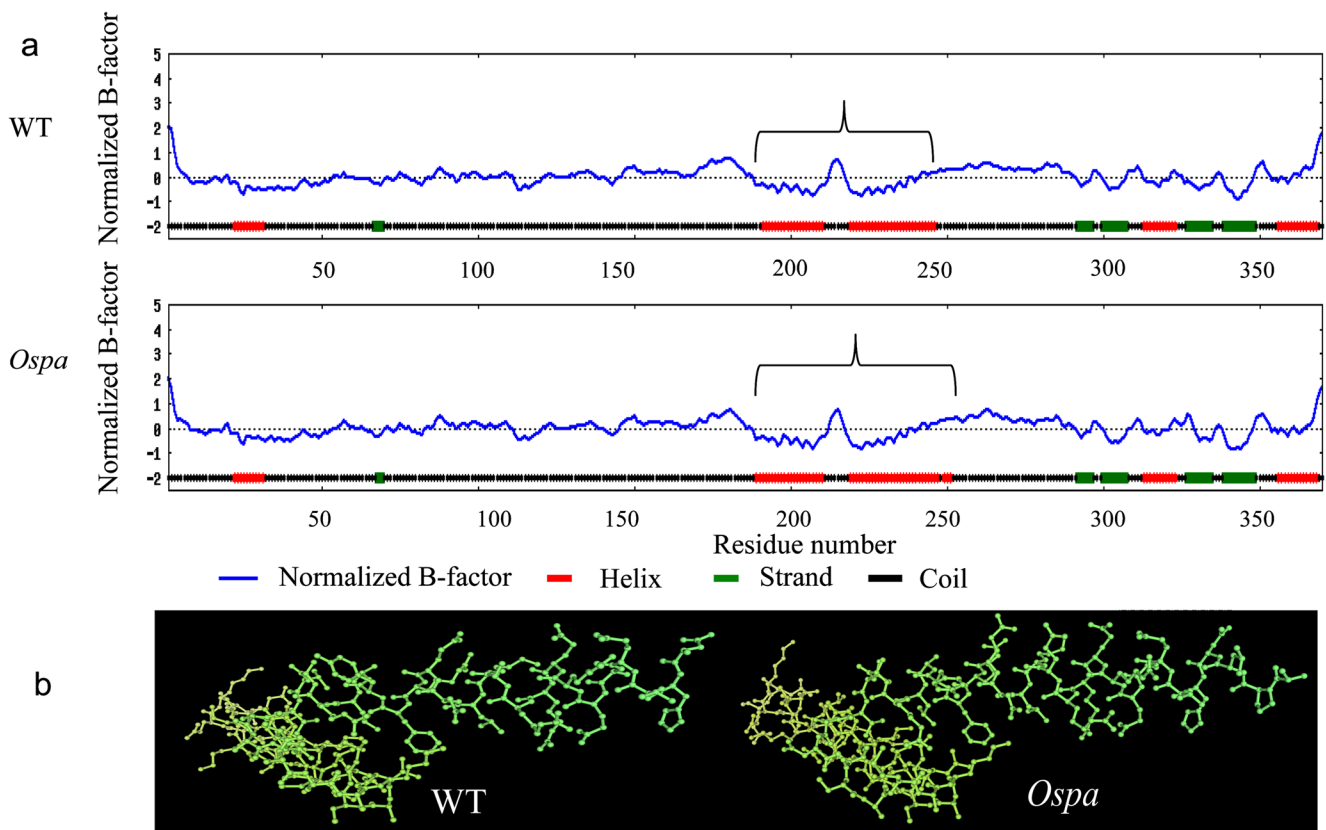 a
WT
Normalized B-factor
5
4
3
2
1
0
-1
-2
50 100 150 200 250 300 350
Ospa
Normalized B-factor
5
4
3
2
1
0
-1
-2
50 100 150 200 250 300 350
Residue number
Normalized B-factor Helix Strand Coil
b
WT
Ospa